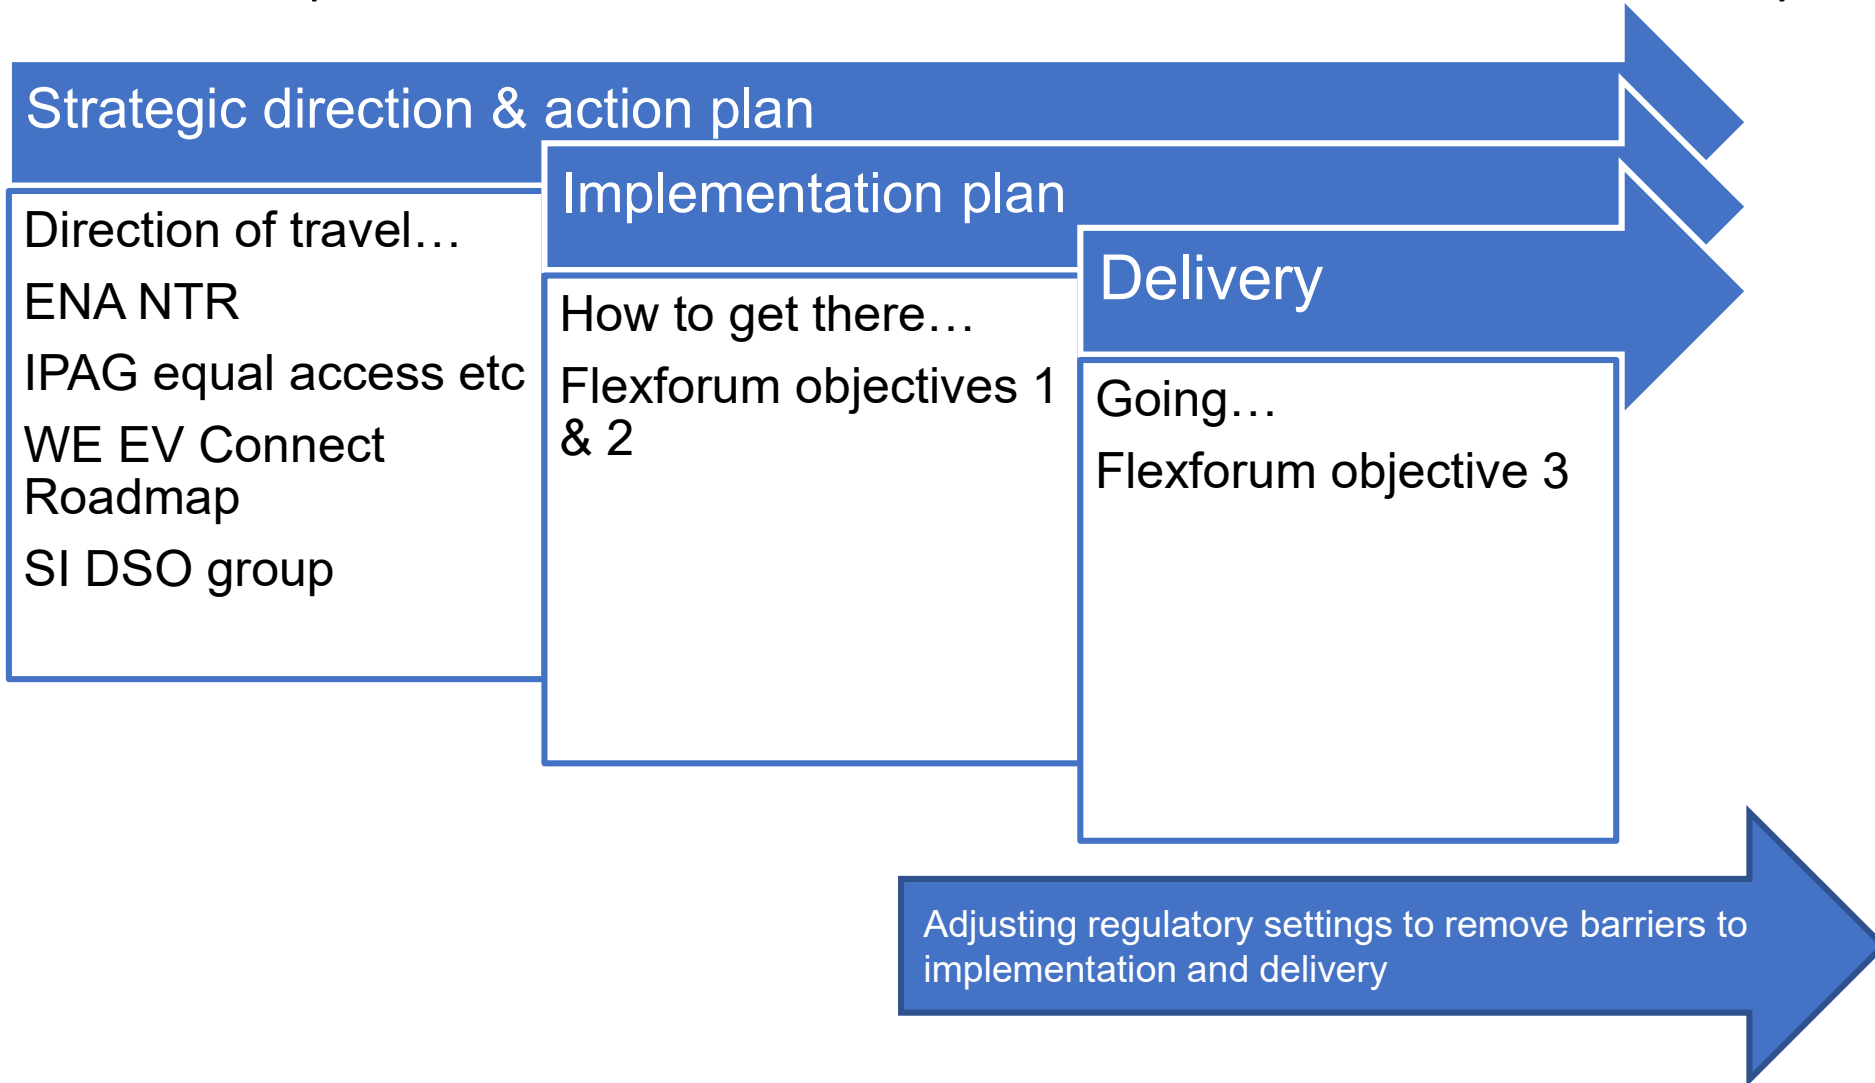 Strategic direction & action plan
Direction of travel…
ENA NTR
IPAG equal access etc
WE EV Connect
Roadmap
SI DSO group
Implementation plan
How to get there…
Flexforum objectives 1
& 2
Delivery
Going…
Flexforum objective 3
Adjusting regulatory settings to remove barriers to
implementation and delivery